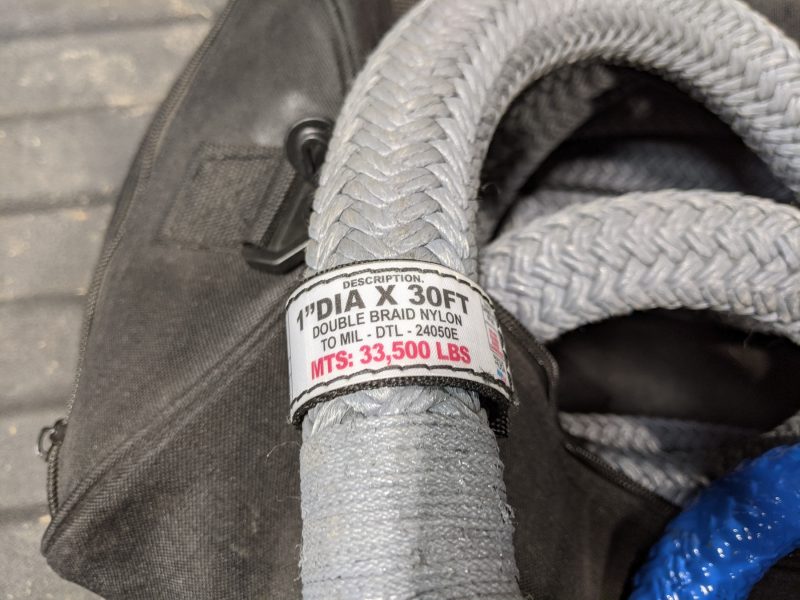 DESCRIPTION.
1”DIA X 30FT
DOUBLE BRAID NYLON
TO MIL - DTL - 24050E
MTS: 33,500 LBS